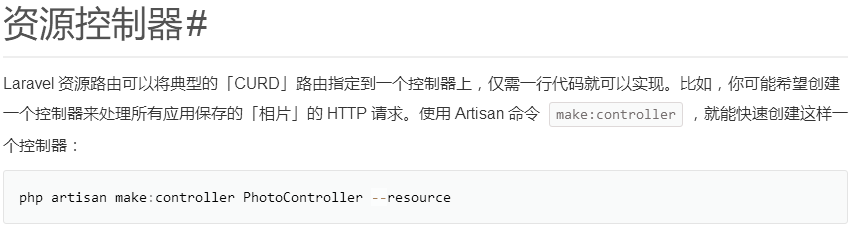 资源控制器#
Laravel 资源路由可以将典型的「CURD」路由指定到一个控制器上，仅需一行代码就可以实现。比如，你可能希望创建
一个控制器来处理所有应用保存的「相片」的 HTTP 请求。使用 Artisan 命令 make:controller ，就能快速创建这样一
个控制器：
php artisan make:controller PhotoController --resource